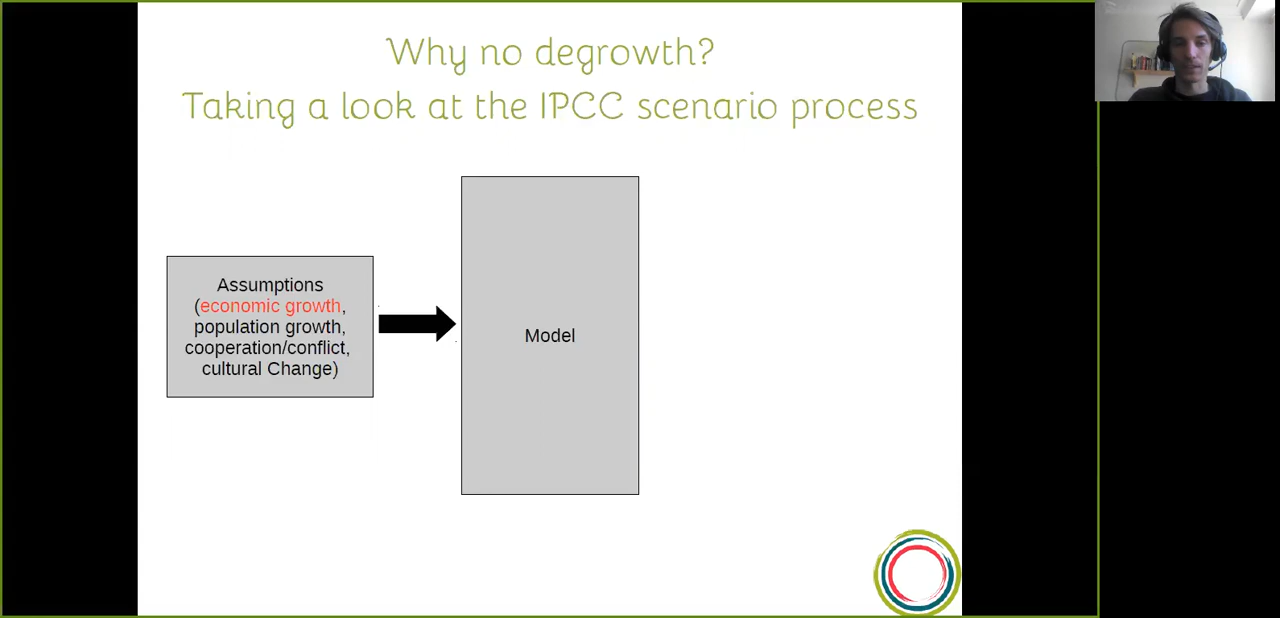 Why no degrowth?
Taking a look at the IPCC scenario process
Assumptions
(economic growth,
population growth,
cooperation/conflict,
cultural Change)
Model